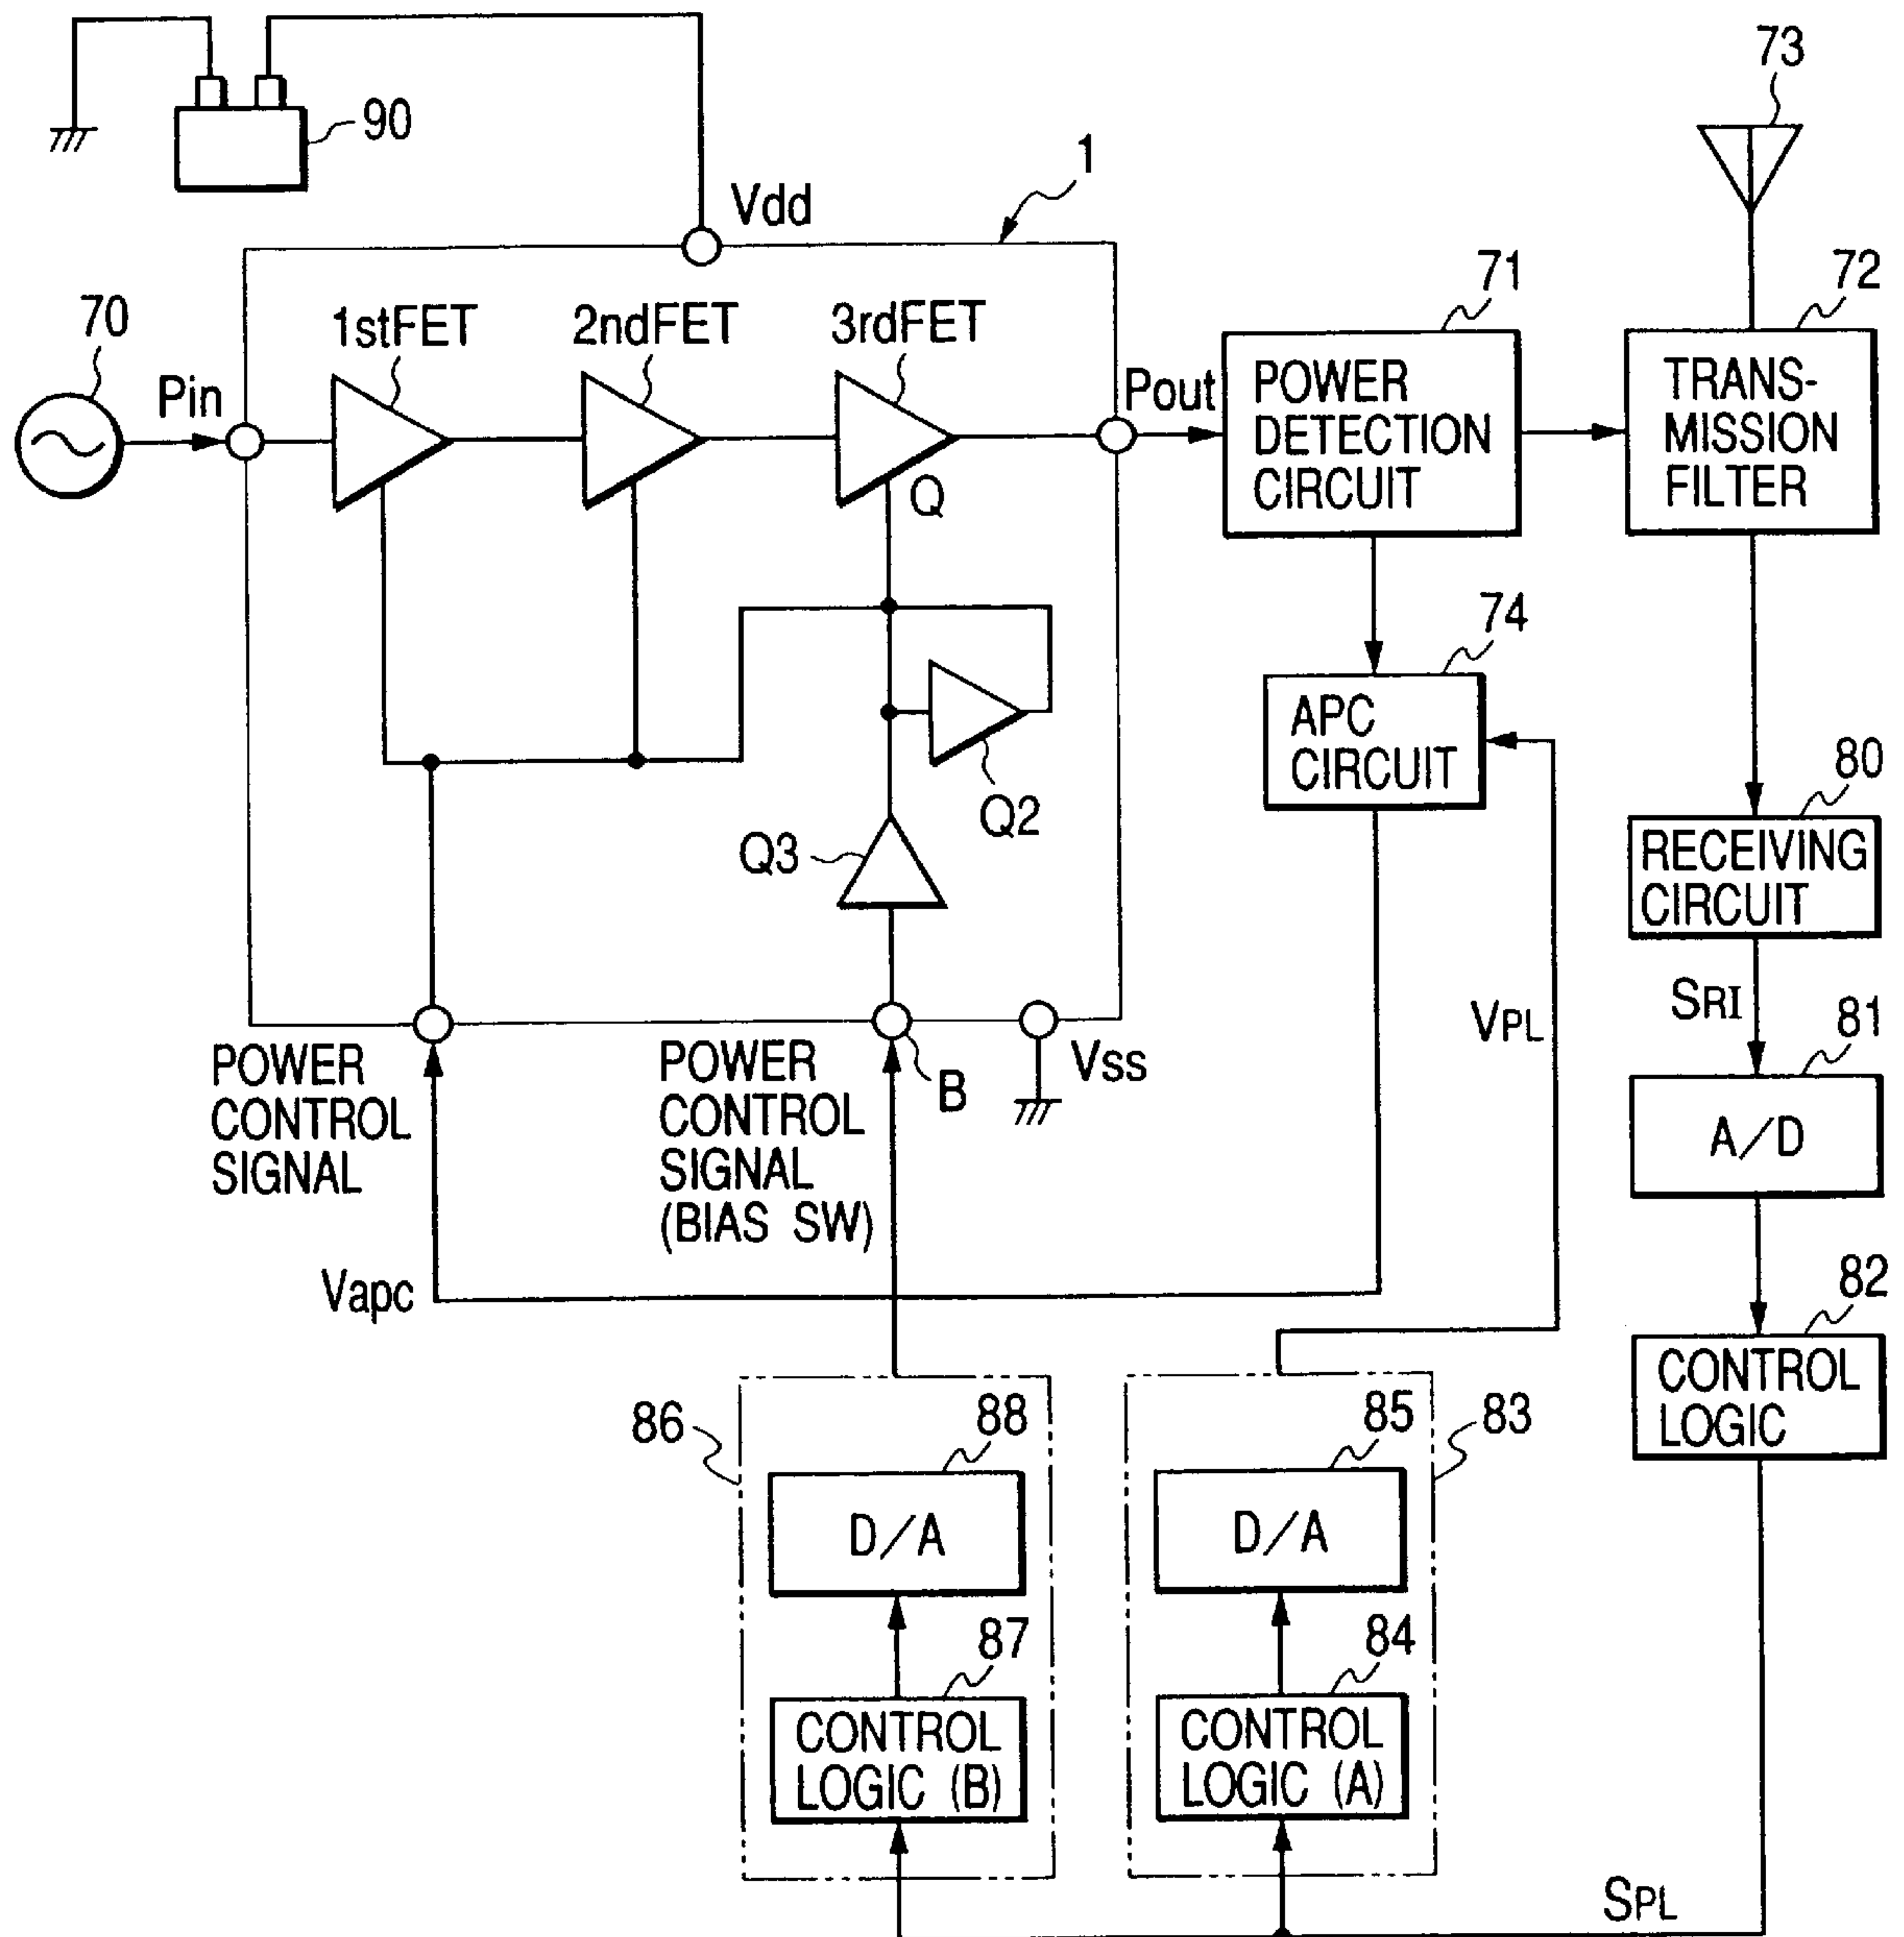 90
73
1
Vdd
70
Pin
1stFET
2ndFET
3rdFET
Q
Pout
71
POWER
DETECTION
CIRCUIT
72
TRANS-
MISSION
FILTER
74
APC
CIRCUIT
Q2
Q3
80
RECEIVING
CIRCUIT
SRI
VPL
81
A/D
POWER
CONTROL
SIGNAL
POWER
CONTROL
SIGNAL
(BIAS SW)
B
Vss
Vapc
82
CONTROL
LOGIC
86
88
D/A
87
CONTROL
LOGIC (B)
85
83
D/A
84
CONTROL
LOGIC (A)
SPL